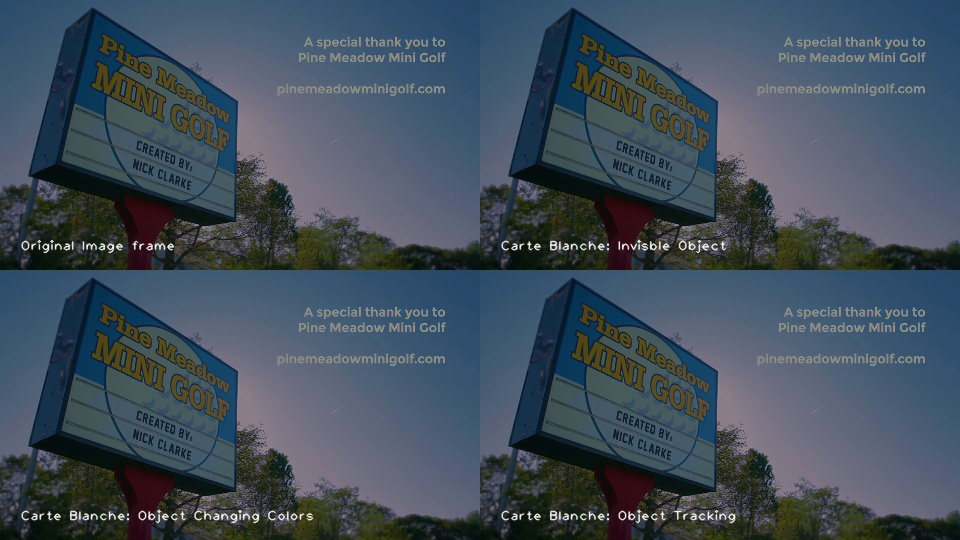 Pine Meadow
MINI GOLF
CREATED BY:
NICK CLARKE
A special thank you to
Pine Meadow Mini Golf
pinemeadowminigolf.com
Original Image frame
Pine Meadow
MINI GOLF
CREATED BY:
NICK CLARKE
A special thank you to
Pine Meadow Mini Golf
pinemeadowminigolf.com
Carte Blanche: Invisble Object
Pine Meadow
MINI GOLF
CREATED BY:
NICK CLARKE
A special thank you to
Pine Meadow Mini Golf
pinemeadowminigolf.com
Carte Blanche: Object Changing Colors
Pine Meadow
MINI GOLF
CREATED BY:
NICK CLARKE
A special thank you to
Pine Meadow Mini Golf
pinemeadowminigolf.com
Carte Blanche: Object Tracking